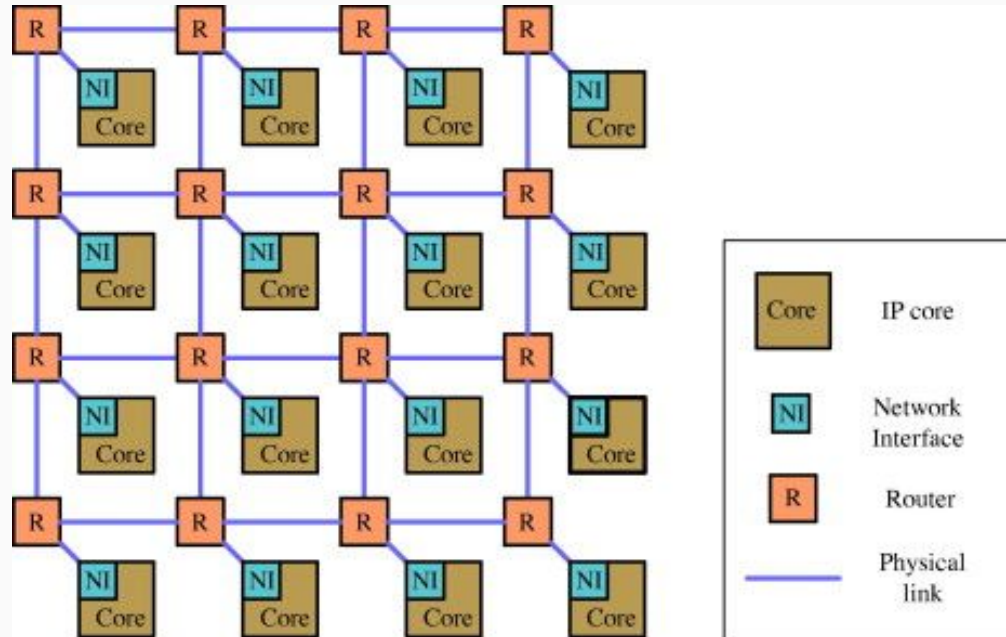 R R R R
NI NI NI NI
Core Core Core Core
R R R R
NI NI NI NI
Core Core Core Core
R R R R
NI NI NI NI
Core Core Core Core
R R R R
NI NI NI NI
Core Core Core Core
Core IP core
NI Network
Interface
R Router
Physical
link